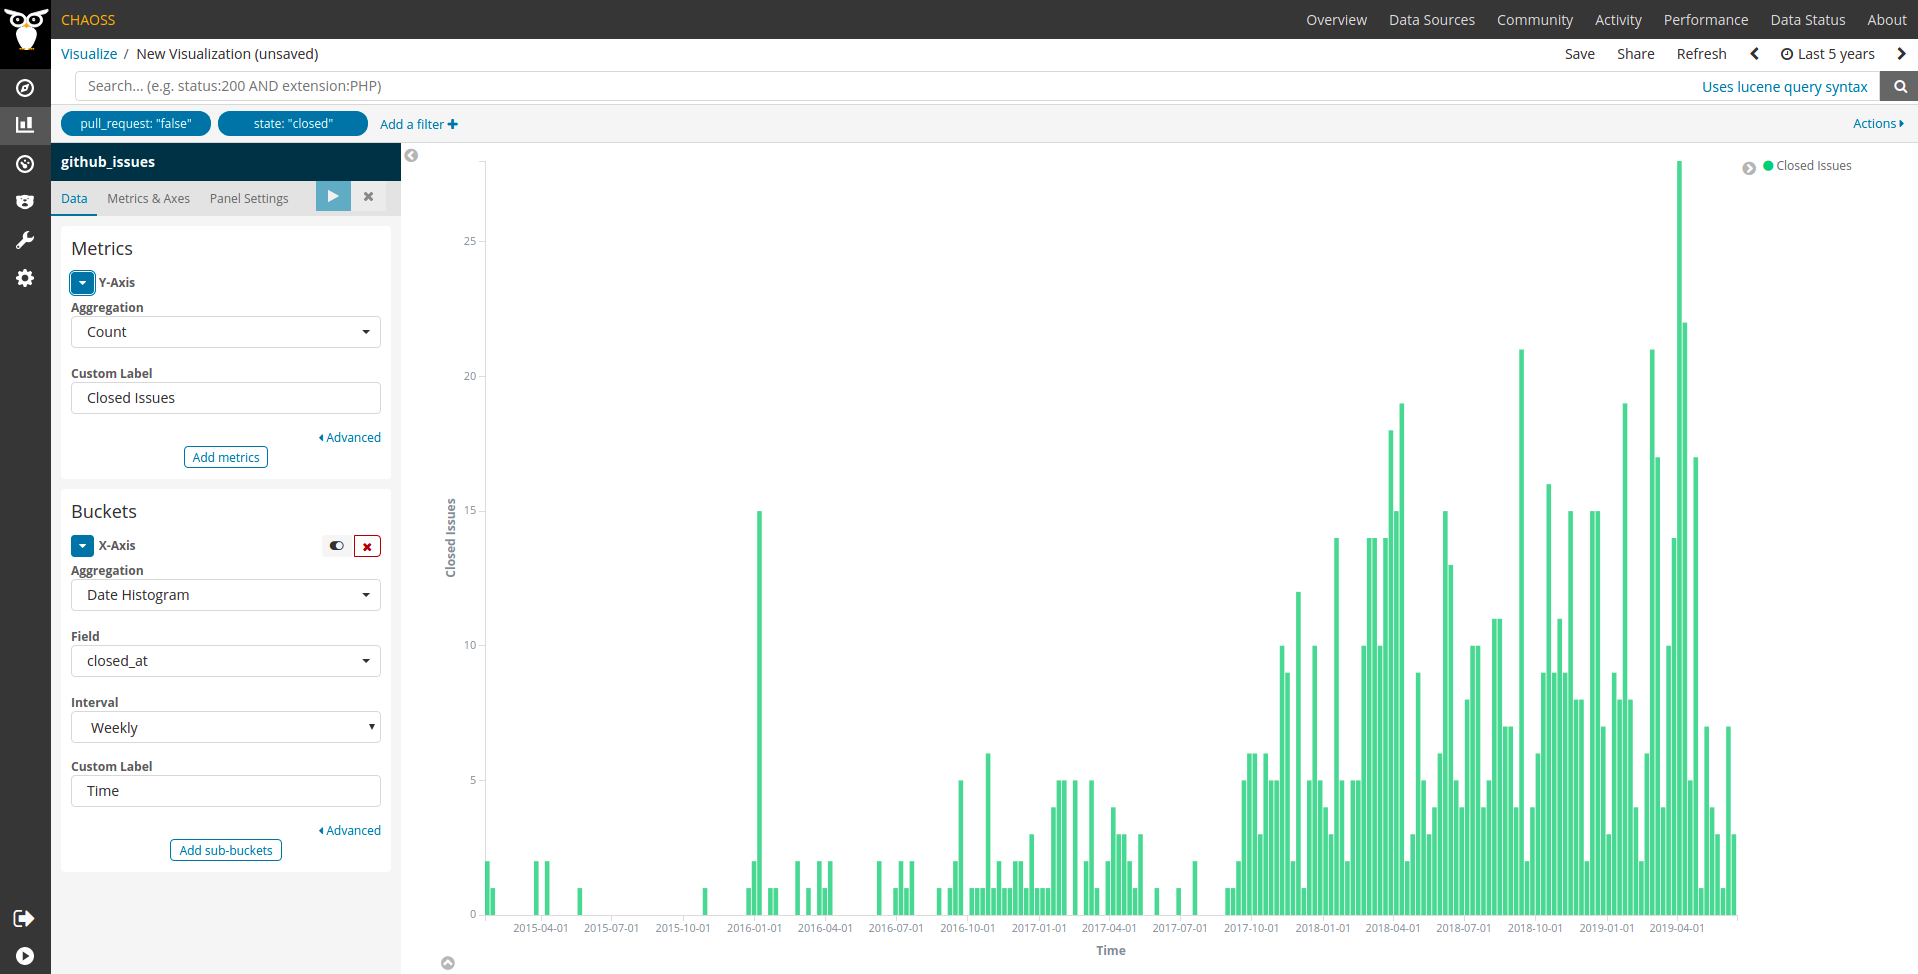 CHAOSS
Overview Data Sources Community Activity Performance Data Status About
Visualize / New Visualization (unsaved)
Save Share Refresh Last 5 years
Search... (e.g. status:200 AND extension:PHP)
Uses lucene query syntax
pull_request: "false" state: "closed" Add a filter
Actions
github_issues
Data Metrics & Axes Panel Settings
Metrics
Y-Axis
Aggregation
Count
Custom Label
Closed Issues
Advanced
Add metrics
Buckets
X-Axis
Aggregation
Date Histogram
Field
closed_at
Interval
Weekly
Custom Label
Time
Advanced
Add sub-buckets
Closed Issues
25
20
15
10
5
0
Closed Issues
2015-04-01 2015-07-01 2015-10-01 2016-01-01 2016-04-01 2016-07-01 2016-10-01 2017-01-01 2017-04-01 2017-07-01 2017-10-01 2018-01-01 2018-04-01 2018-07-01 2018-10-01 2019-01-01 2019-04-01
Time